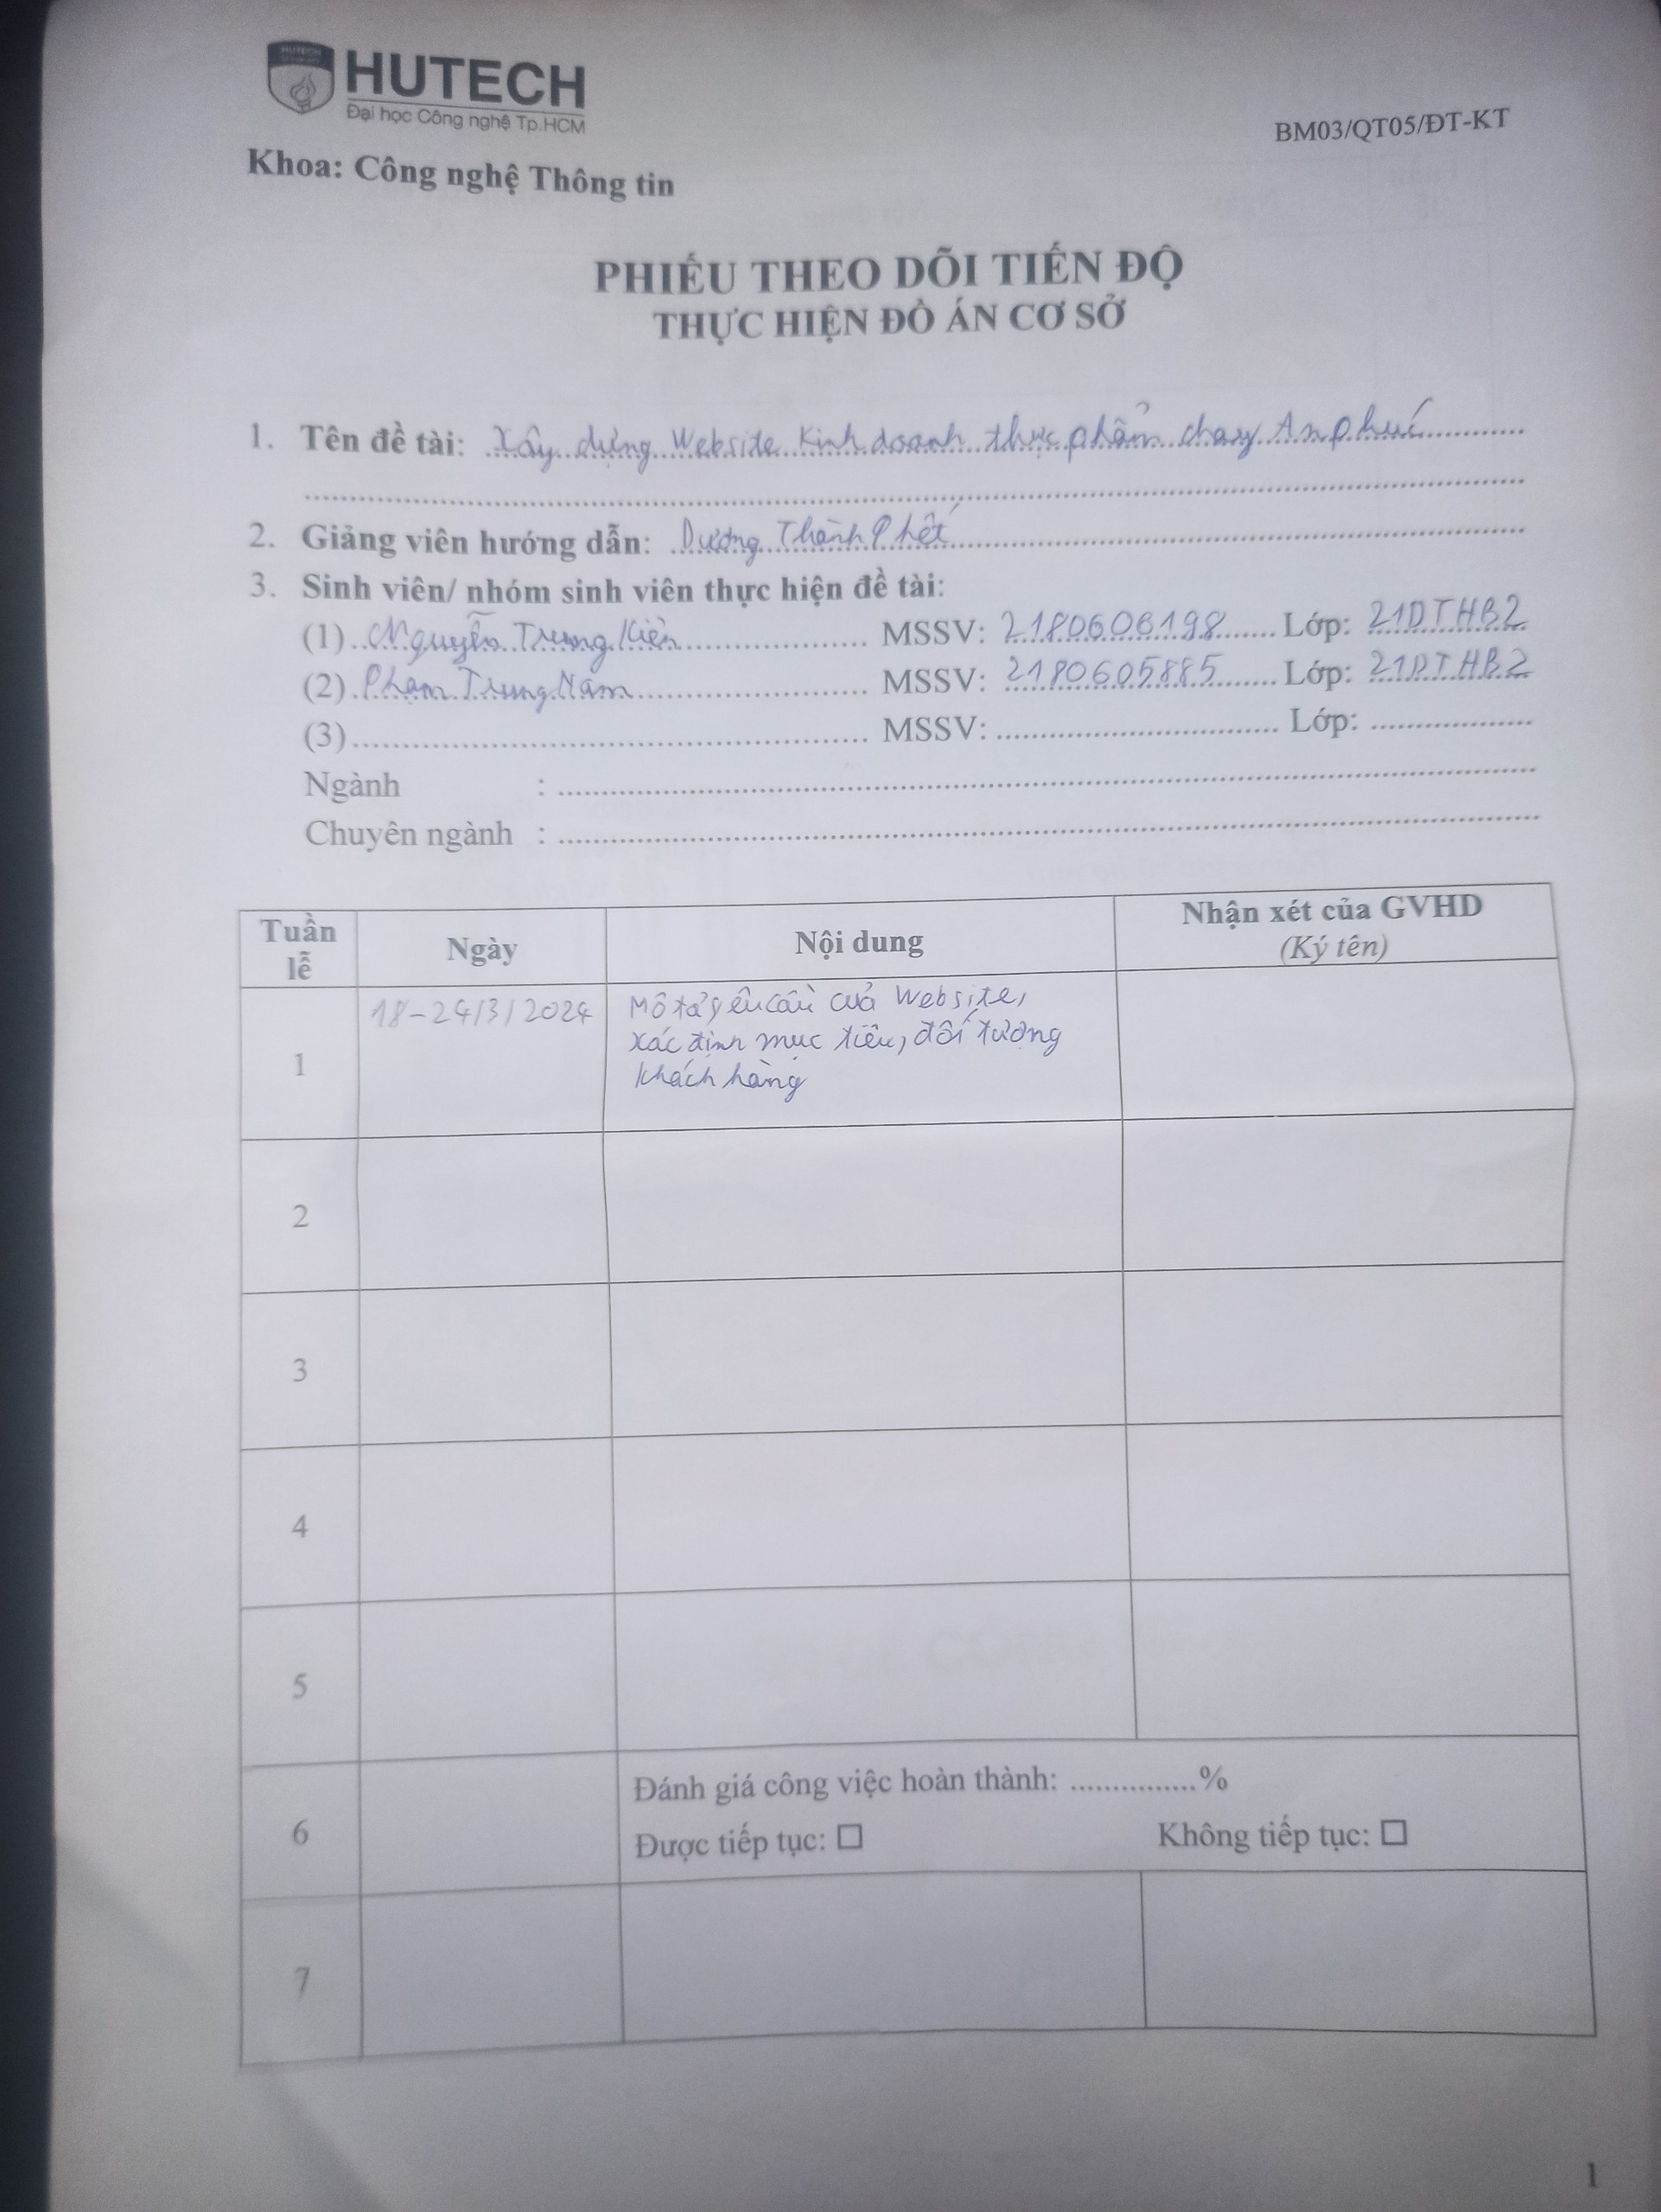 HUTECH
Đại học Công nghệ Tp.HCM
BM03/QT05/ĐT-KT
Khoa: Công nghệ Thông tin
PHIẾU THEO DÕI TIẾN ĐỘ
THỰC HIỆN ĐỒ ÁN CƠ SỞ
1. Tên đề tài: Xây dựng Website Kinh doanh thực phẩm chay An phúc
2. Giảng viên hướng dẫn: Dương Thành Phết
3. Sinh viên/ nhóm sinh viên thực hiện đề tài:
(1) Nguyễn Trung Kiên MSSV: 2180606198 Lớp: 21DTHB2
(2) Phạm Trung Nam MSSV: 2180605885 Lớp: 21DTHB2
(3) MSSV: Lớp:
Ngành :
Chuyên ngành :
Tuần lễ Ngày Nội dung Nhận xét của GVHD
(Ký tên)
1 18-24/3/2024 Mô tả yêu cầu của Website,
xác định mục tiêu, đối tượng
khách hàng
2
3
4
5
6 Đánh giá công việc hoàn thành: ...............%
Được tiếp tục: ☐ Không tiếp tục: ☐
7
1